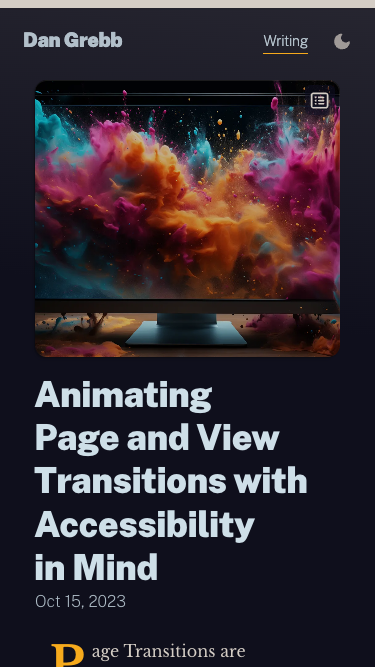 Dan Grebb
Writing
Animating
Page and View
Transitions with
Accessibility
in Mind
Oct 15, 2023
Page Transitions are